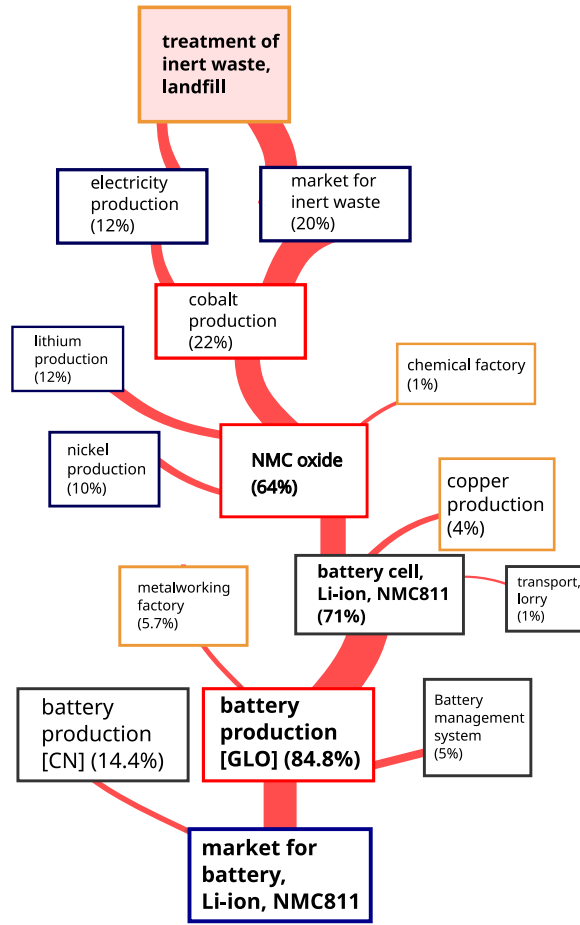 treatment of
inert waste,
landfill
electricity
production
(12%)
market for
inert waste
(20%)
cobalt
production
(22%)
lithium
production
(12%)
chemical factory
(1%)
nickel
production
(10%)
NMC oxide
(64%)
copper
production
(4%)
battery cell,
Li-ion, NMC811
(71%)
transport,
lorry
(1%)
metalworking
factory
(5.7%)
battery
production
[CN] (14.4%)
battery
production
[GLO] (84.8%)
Battery
management
system
(5%)
market for
battery,
Li-ion, NMC811